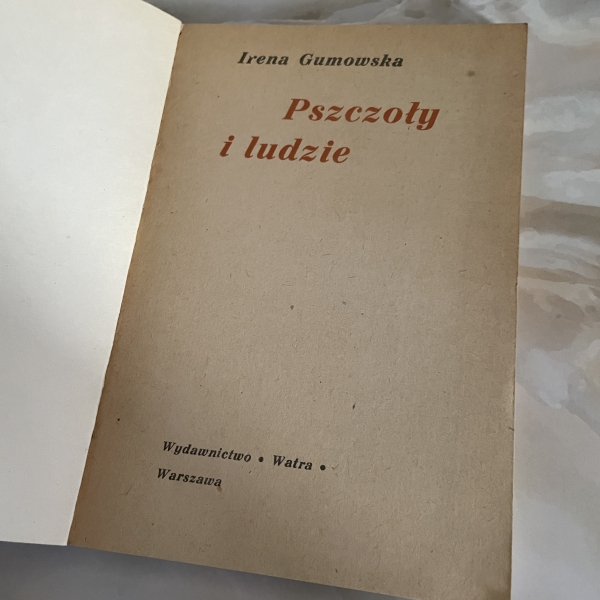 Irena Gumowska
Pszczoły
i ludzie
Wydawnictwo • Watra •
Warszawa